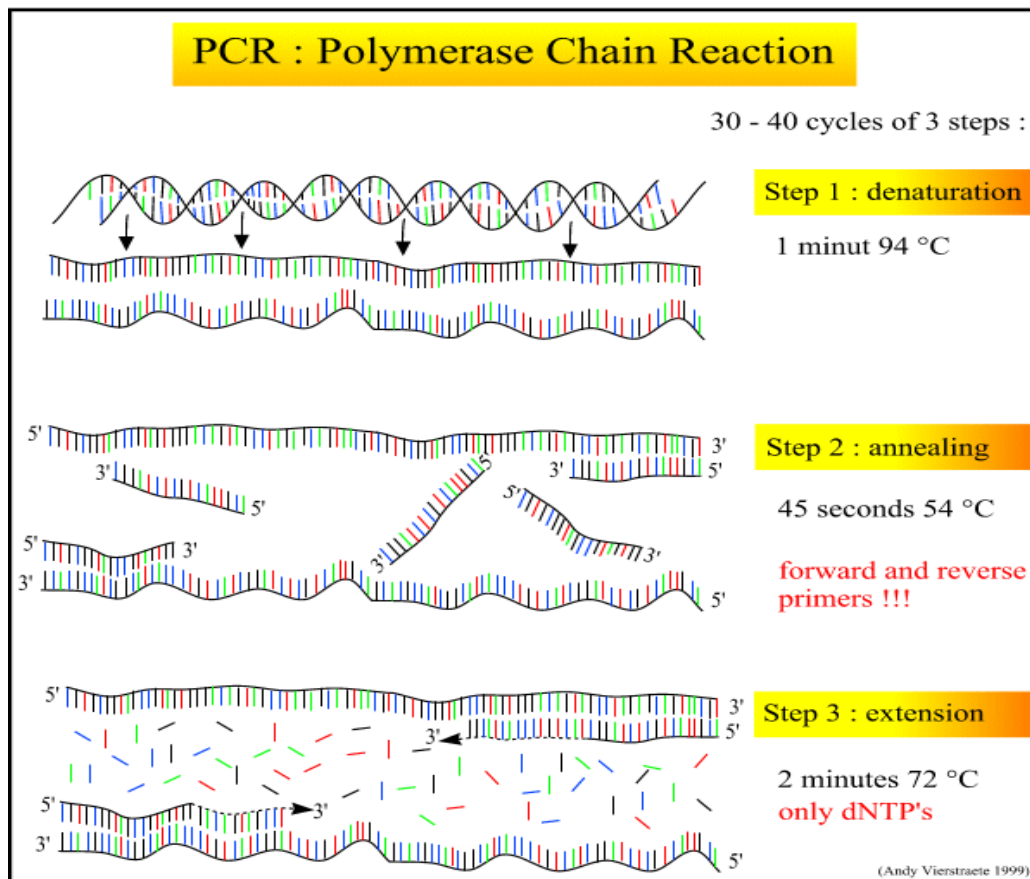 PCR : Polymerase Chain Reaction
30 - 40 cycles of 3 steps :
Step 1 : denaturation
1 minut 94 °C
5'
3'
Step 2 : annealing
3'
5'
5'
3'
5'
3'
5'
3'
45 seconds 54 °C
5'
3'
3'
5'
forward and reverse
primers !!!
5'
3'
Step 3 : extension
3'
5'
2 minutes 72 °C
only dNTP's
5'
3'
3'
5'
(Andy Vierstraete 1999)